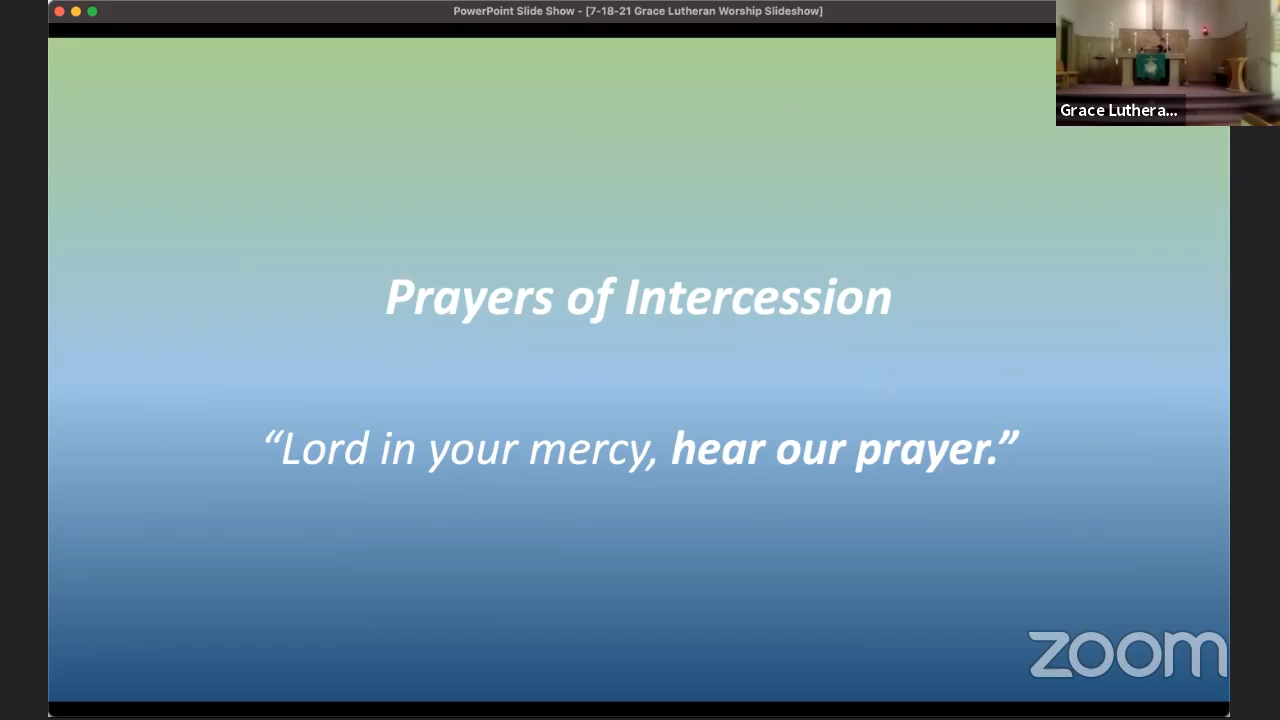 PowerPoint Slide Show - [7-18-21 Grace Lutheran Worship Slideshow]
Grace Luthera...
Prayers of Intercession
“Lord in your mercy, hear our prayer.”
zoom